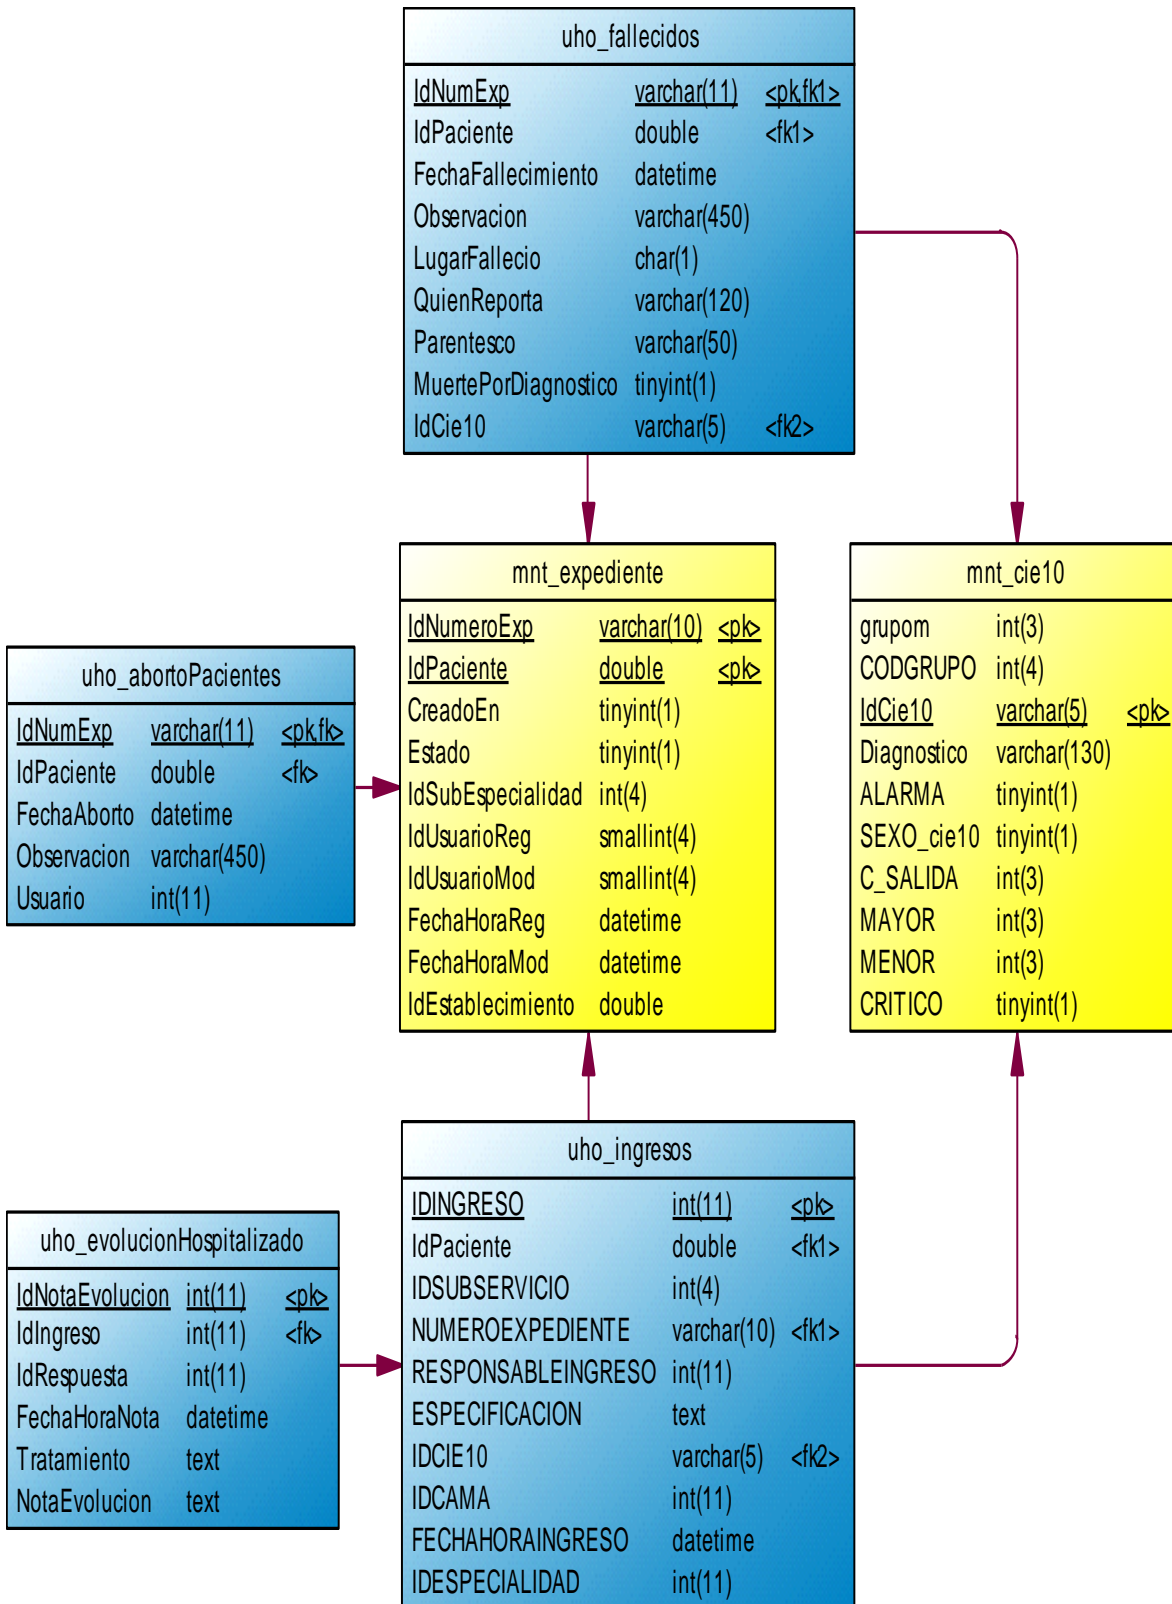 uho_fallecidos
IdNumExp varchar(11) <pk,fk1>
IdPaciente double <fk1>
FechaFallecimiento datetime
Observacion varchar(450)
LugarFallecio char(1)
QuienReporta varchar(120)
Parentesco varchar(50)
MuertePorDiagnostico tinyint(1)
IdCie10 varchar(5) <fk2>
mnt_expediente
IdNumeroExp varchar(10) <pk>
IdPaciente double <pk>
CreadoEn tinyint(1)
Estado tinyint(1)
IdSubEspecialidad int(4)
IdUsuarioReg smallint(4)
IdUsuarioMod smallint(4)
FechaHoraReg datetime
FechaHoraMod datetime
IdEstablecimiento double
mnt_cie10
grupom int(3)
CODGRUPO int(4)
IdCie10 varchar(5) <pk>
Diagnostico varchar(130)
ALARMA tinyint(1)
SEXO_cie10 tinyint(1)
C_SALIDA int(3)
MAYOR int(3)
MENOR int(3)
CRITICO tinyint(1)
uho_abortoPacientes
IdNumExp varchar(11) <pk,fk>
IdPaciente double <fk>
FechaAborto datetime
Observacion varchar(450)
Usuario int(11)
uho_ingresos
IDINGRESO int(11) <pk>
IdPaciente double <fk1>
IDSUBSERVICIO int(4)
NUMEROEXPEDIENTE varchar(10) <fk1>
RESPONSABLEINGRESO int(11)
ESPECIFICACION text
IDCIE10 varchar(5) <fk2>
IDCAMA int(11)
FECHAHORAINGRESO datetime
IDESPECIALIDAD int(11)
uho_evolucionHospitalizado
IdNotaEvolucion int(11) <pk>
IdIngreso int(11) <fk>
IdRespuesta int(11)
FechaHoraNota datetime
Tratamiento text
NotaEvolucion text